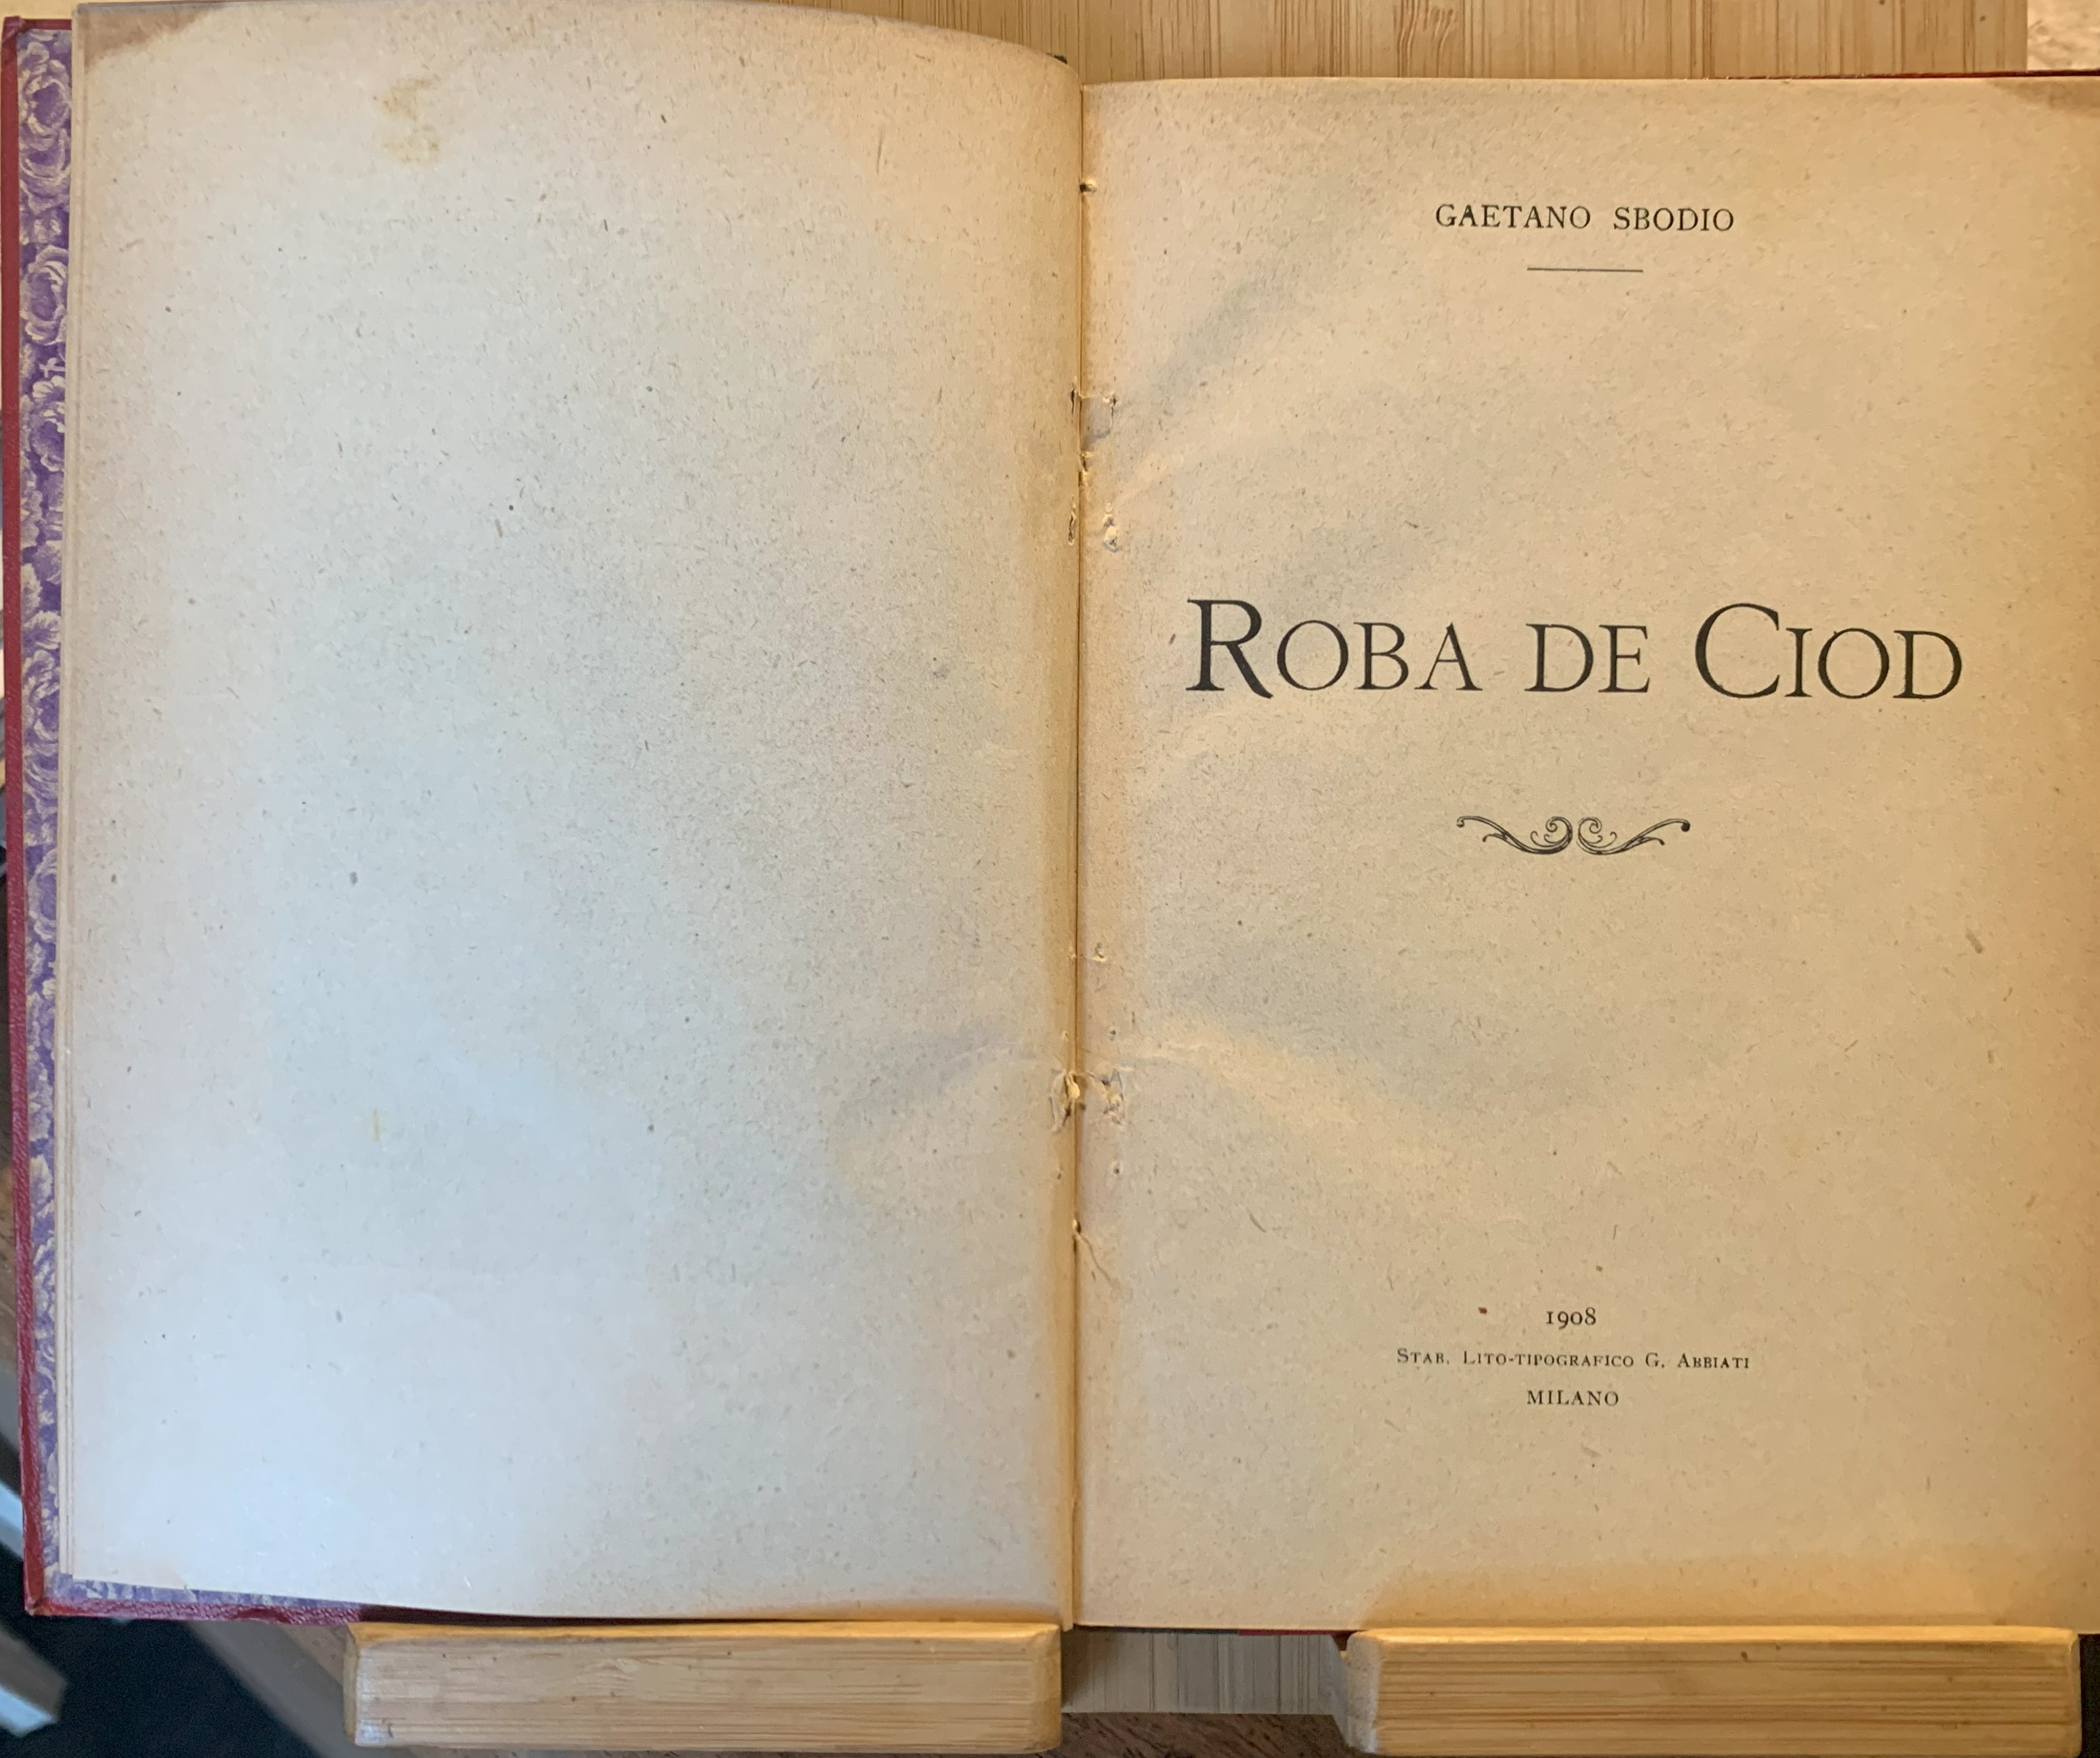 GAETANO SBODIO
ROBA DE CIOD
1908
STAB. LITO-TIPOGRAFICO G. ABBIATI
MILANO